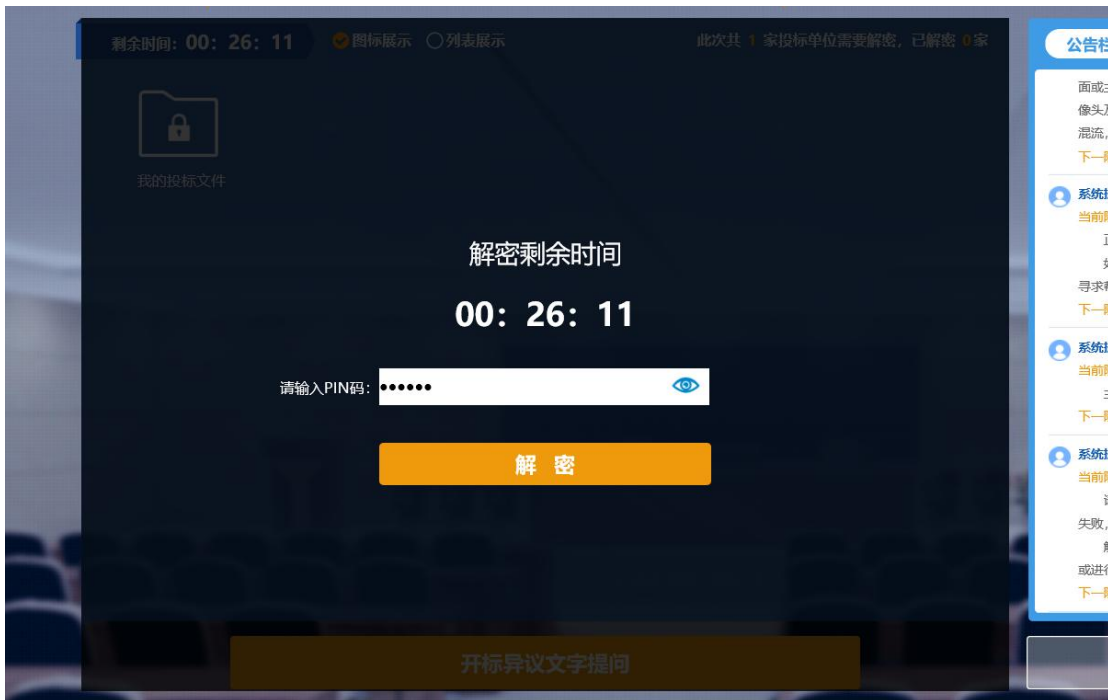 剩余时间：00：26：11
图标展示 列表展示
此次共 1 家投标单位需要解密，已解密 0 家
我的投标文件
解密剩余时间
00：26：11
请输入PIN码：••••••
解 密
开标异议文字提问
公告栏
面或
像头
混流，
下一
系统
当前
寻求
下一
系统
当前
下一
系统
当前
失败，
或进
下一